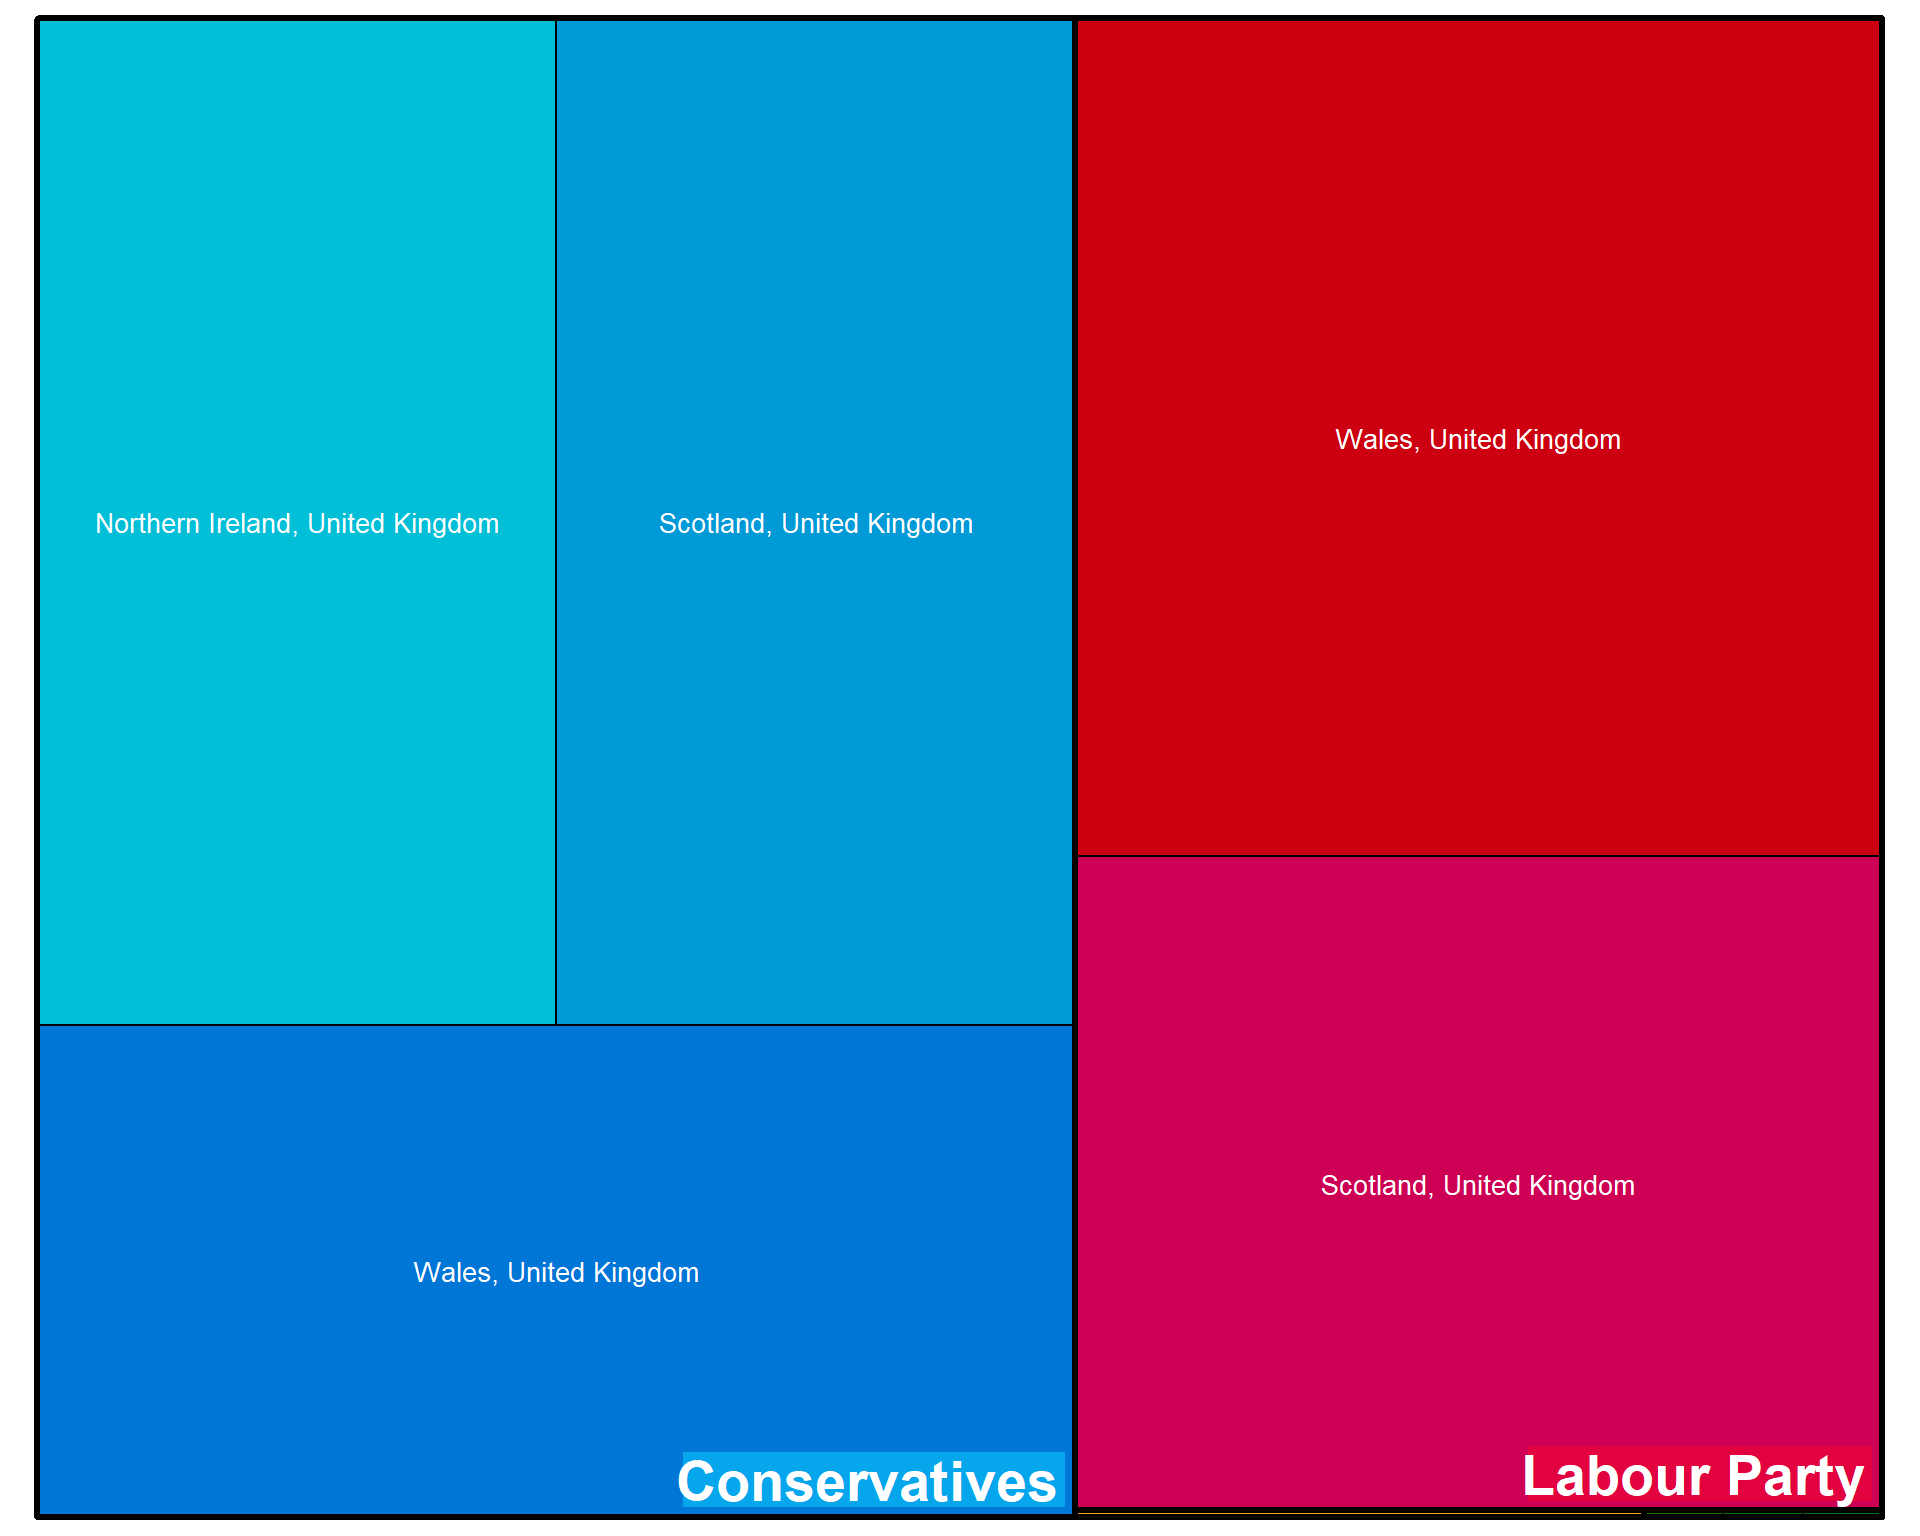 Wales, United Kingdom
Northern Ireland, United Kingdom
Scotland, United Kingdom
Scotland, United Kingdom
Wales, United Kingdom
Conservatives
Labour Party